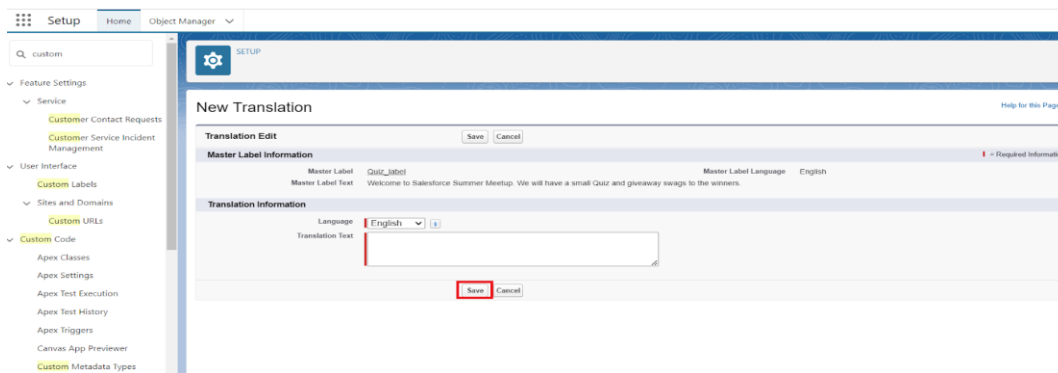 Setup Home Object Manager
custom
SETUP
Feature Settings
Service
Customer Contact Requests
Customer Service Incident
Management
User Interface
Custom Labels
Sites and Domains
Custom URLs
Custom Code
Apex Classes
Apex Settings
Apex Test Execution
Apex Test History
Apex Triggers
Canvas App Previewer
Custom Metadata Types
New Translation
Help for this Page
Translation Edit Save Cancel
Master Label Information
= Required Informati
Master Label Quiz_label Master Label Language English
Master Label Text Welcome to Salesforce Summer Meetup. We will have a small Quiz and giveaway swags to the winners.
Translation Information
Language English i
Translation Text
Save Cancel